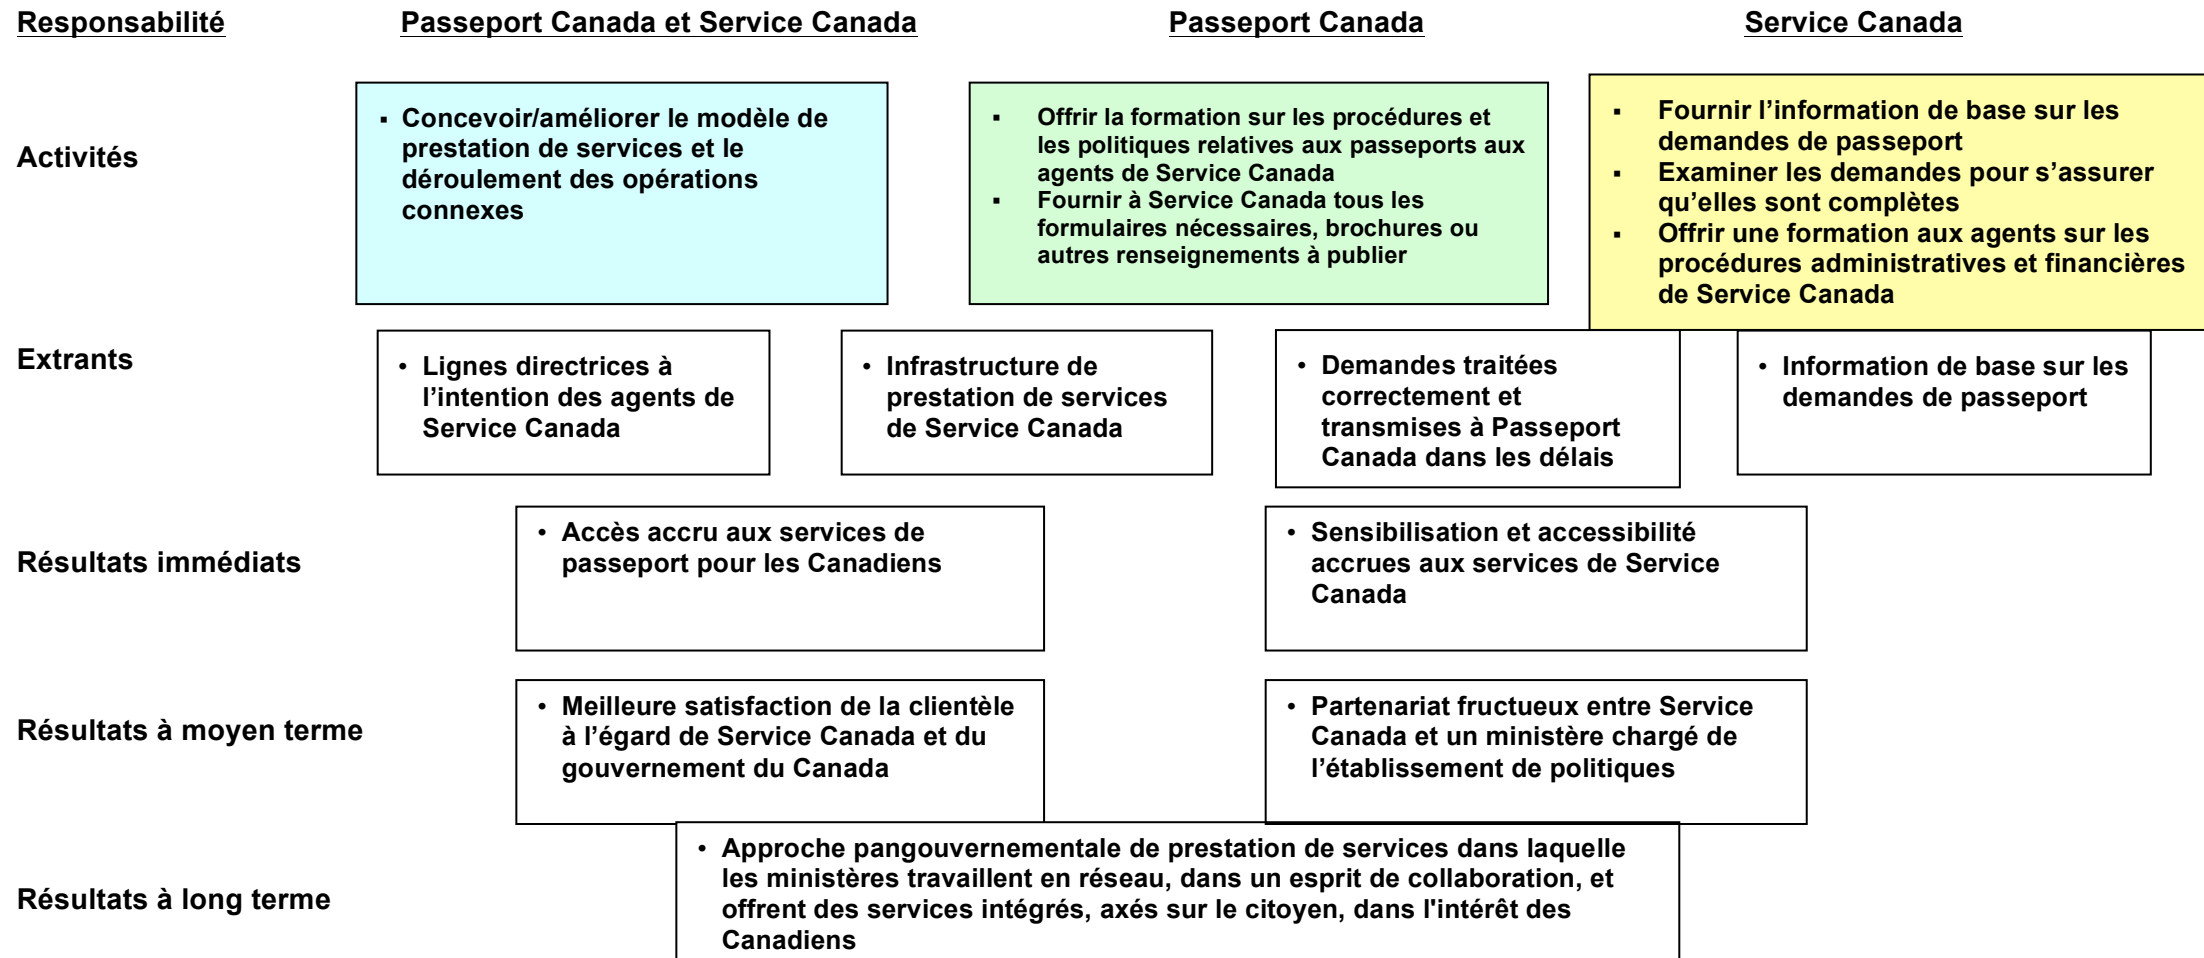 Responsabilité
Passeport Canada et Service Canada
Passeport Canada
Service Canada
Activités
▪ Concevoir/améliorer le modèle de
prestation de services et le
déroulement des opérations
connexes
▪ Offrir la formation sur les procédures et
les politiques relatives aux passeports aux
agents de Service Canada
▪ Fournir à Service Canada tous les
formulaires nécessaires, brochures ou
autres renseignements à publier
▪ Fournir l’information de base sur les
demandes de passeport
▪ Examiner les demandes pour s’assurer
qu’elles sont complètes
▪ Offrir une formation aux agents sur les
procédures administratives et financières
de Service Canada
Extrants
• Lignes directrices à
l’intention des agents de
Service Canada
• Infrastructure de
prestation de services
de Service Canada
• Demandes traitées
correctement et
transmises à Passeport
Canada dans les délais
• Information de base sur les
demandes de passeport
Résultats immédiats
• Accès accru aux services de
passeport pour les Canadiens
• Sensibilisation et accessibilité
accrues aux services de Service
Canada
Résultats à moyen terme
• Meilleure satisfaction de la clientèle
à l’égard de Service Canada et du
gouvernement du Canada
• Partenariat fructueux entre Service
Canada et un ministère chargé de
l’établissement de politiques
Résultats à long terme
• Approche pangouvernementale de prestation de services dans laquelle
les ministères travaillent en réseau, dans un esprit de collaboration, et
offrent des services intégrés, axés sur le citoyen, dans l'intérêt des
Canadiens